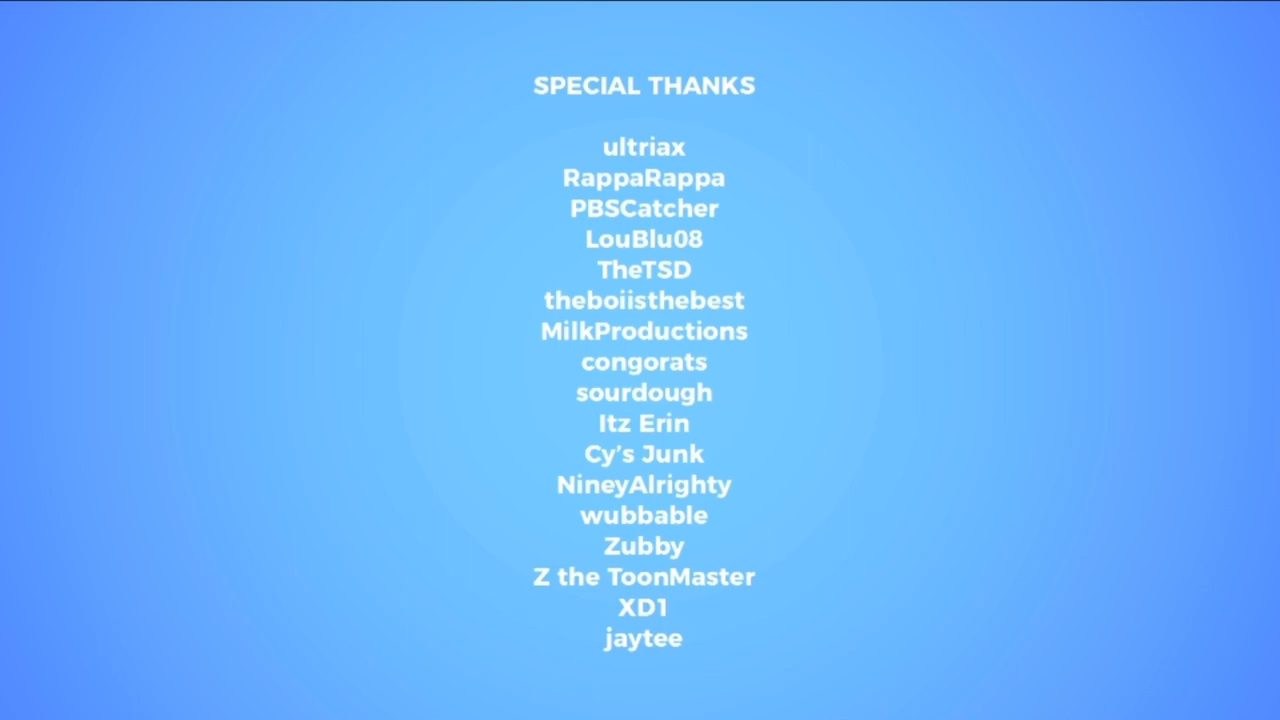 SPECIAL THANKS
ultriax
RappaRappa
PBSCatcher
LouBlu08
TheTSD
theboiisthebest
MilkProductions
congorats
sourdough
Itz Erin
Cy's Junk
NineyAlrighty
wubbable
Zubby
Z the ToonMaster
XD1
jaytee